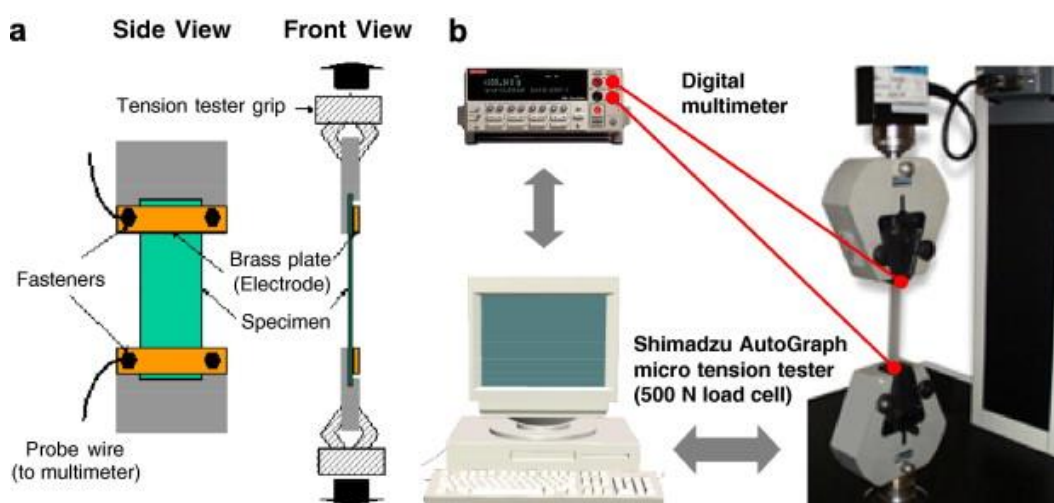 a
Side View
Front View
b
Tension tester grip
Digital
multimeter
Brass plate
(Electrode)
Fasteners
Specimen
Shimadzu AutoGraph
micro tension tester
(500 N load cell)
Probe wire
(to multimeter)